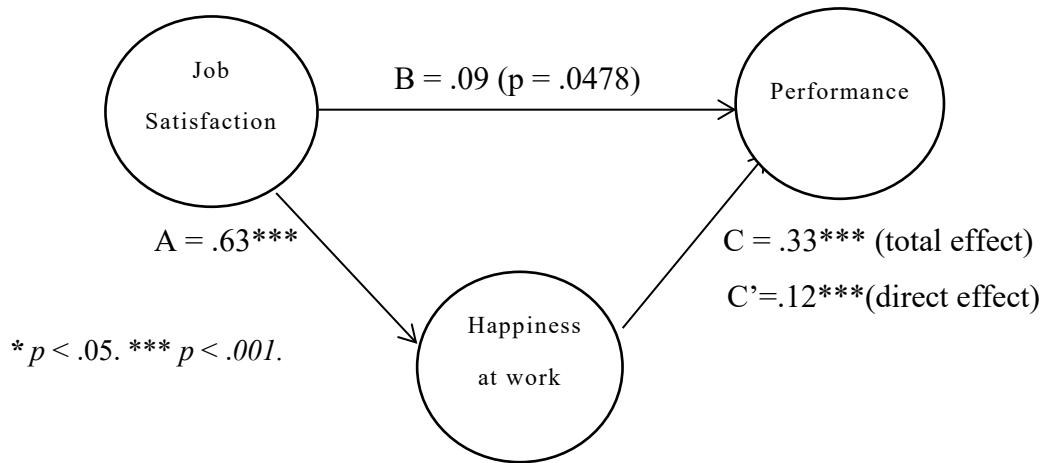 Job
Satisfaction
B = .09 (p = .0478)
Performance
A = .63***
C = .33*** (total effect)
C’=.12***(direct effect)
Happiness
at work
* p < .05. *** p < .001.